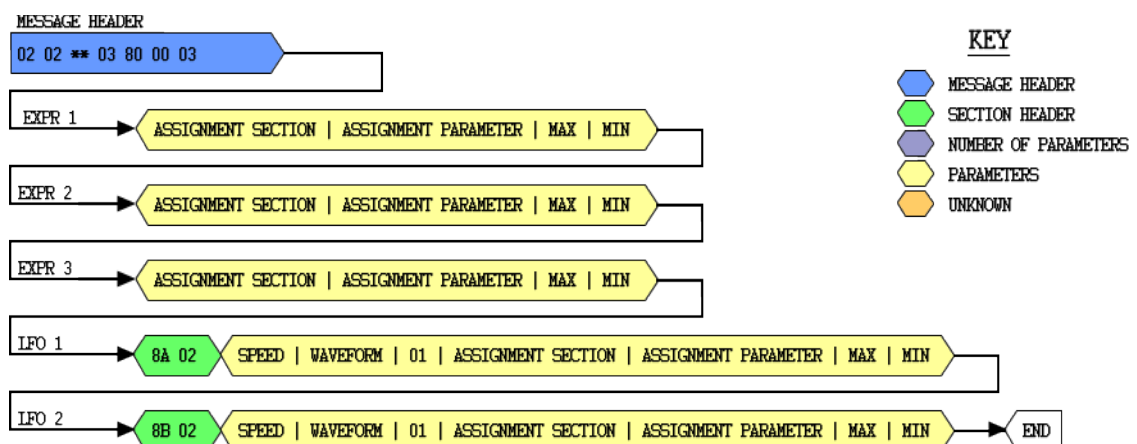 MESSAGE HEADER
02 02 ** 03 80 00 03
EXPR 1
ASSIGNMENT SECTION | ASSIGNMENT PARAMETER | MAX | MIN
EXPR 2
ASSIGNMENT SECTION | ASSIGNMENT PARAMETER | MAX | MIN
EXPR 3
ASSIGNMENT SECTION | ASSIGNMENT PARAMETER | MAX | MIN
LFO 1
8A 02
SPEED | WAVEFORM | 01 | ASSIGNMENT SECTION | ASSIGNMENT PARAMETER | MAX | MIN
LFO 2
8B 02
SPEED | WAVEFORM | 01 | ASSIGNMENT SECTION | ASSIGNMENT PARAMETER | MAX | MIN
END
KEY
MESSAGE HEADER
SECTION HEADER
NUMBER OF PARAMETERS
PARAMETERS
UNKNOWN